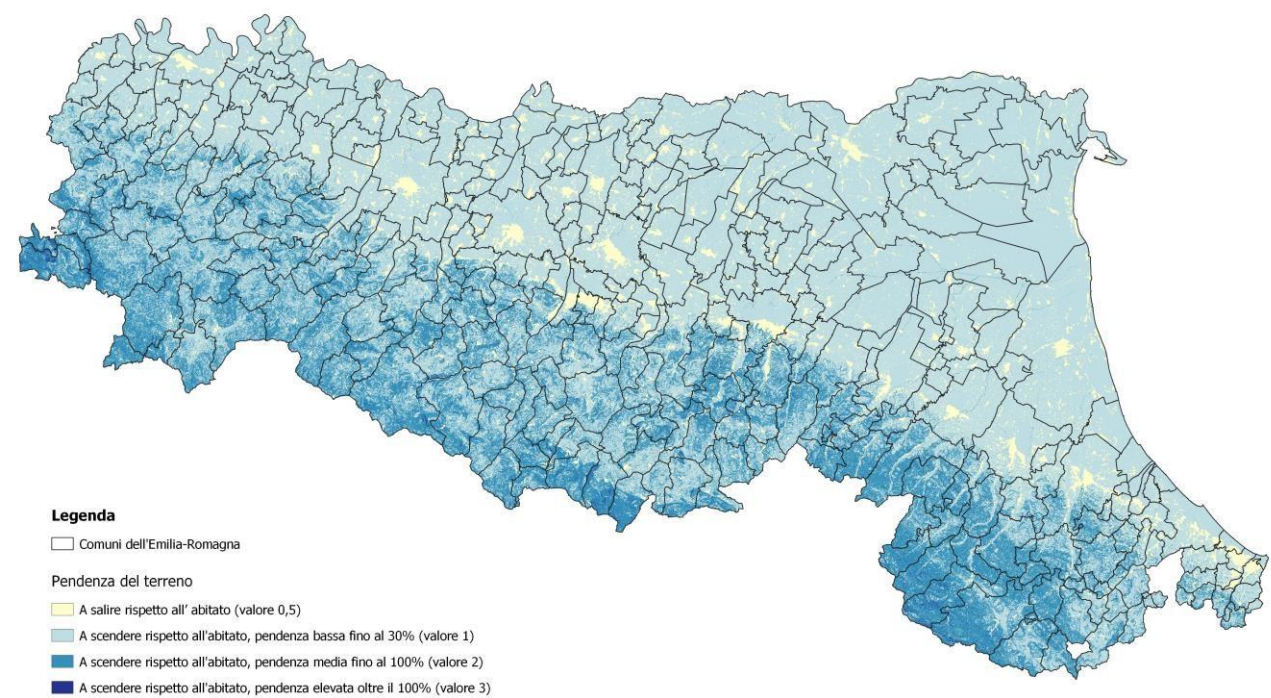 Legenda
Comuni dell'Emilia-Romagna
Pendenza del terreno
A salire rispetto all' abitato (valore 0,5)
A scendere rispetto all'abitato, pendenza bassa fino al 30% (valore 1)
A scendere rispetto all'abitato, pendenza media fino al 100% (valore 2)
A scendere rispetto all'abitato, pendenza elevata oltre il 100% (valore 3)